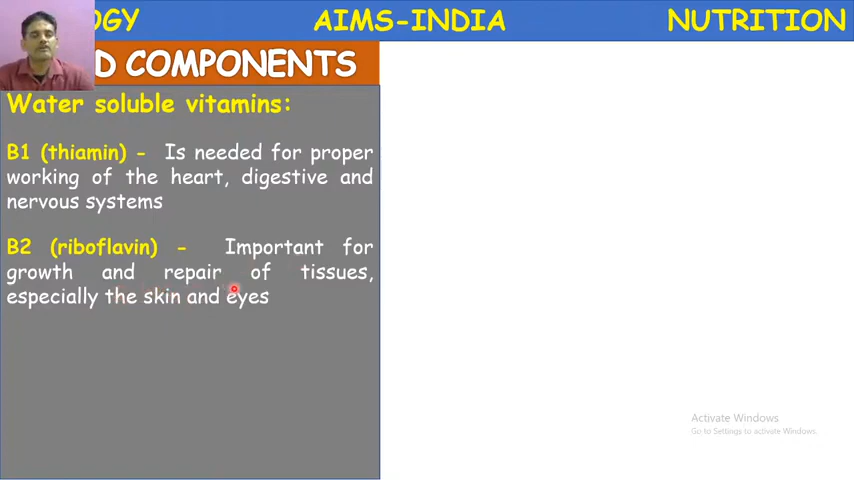 OGY AIMS-INDIA NUTRITION
D COMPONENTS
Water soluble vitamins:
B1 (thiamin) - Is needed for proper
working of the heart, digestive and
nervous systems
B2 (riboflavin) - Important for
growth and repair of tissues,
especially the skin and eyes
Activate Windows
Go to Settings to activate Windows.